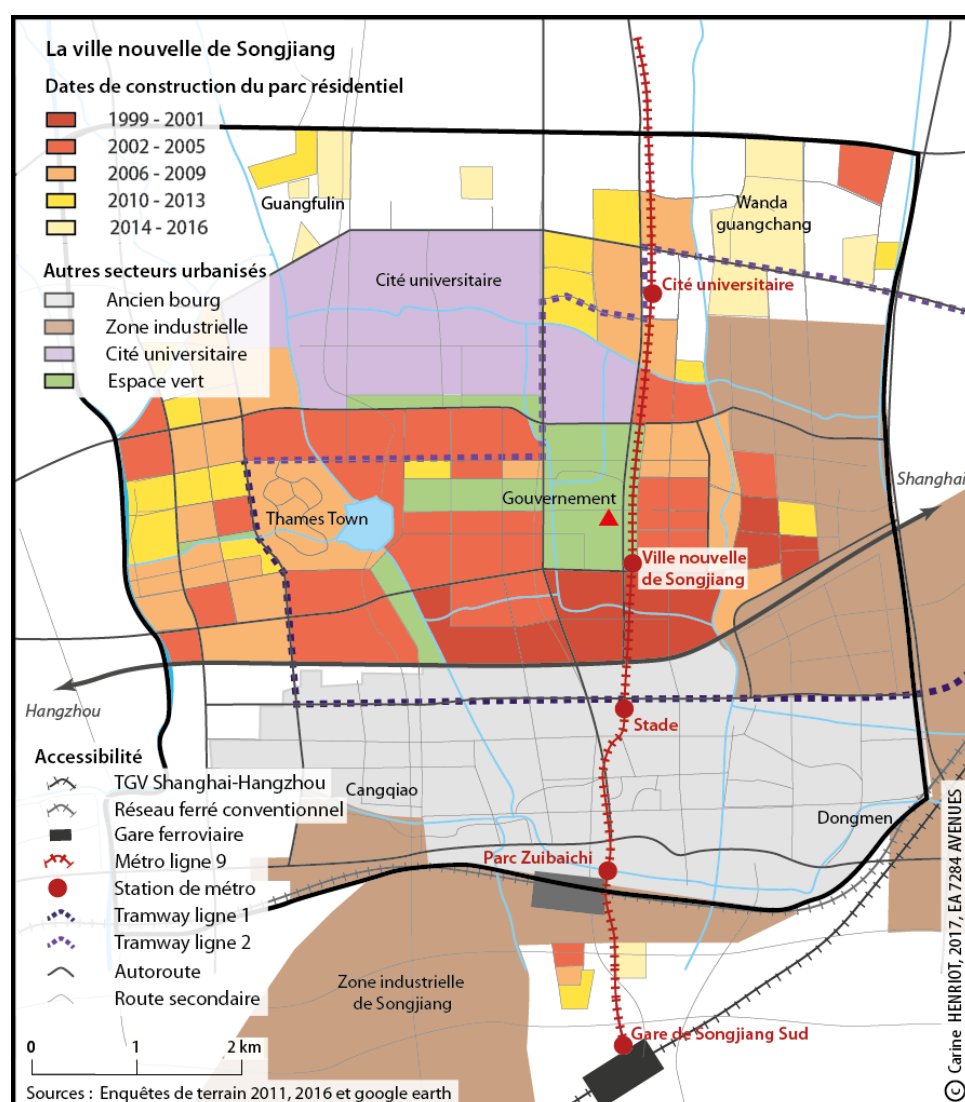 La ville nouvelle de Songjiang
Dates de construction du parc résidentiel
1999 - 2001
2002 - 2005
2006 - 2009
2010 - 2013
2014 - 2016
Autres secteurs urbanisés
Ancien bourg
Zone industrielle
Cité universitaire
Espace vert
Guangfulin
Wanda
guangchang
Cité universitaire
Cité universitaire
Shanghai
Gouvernement
Thames Town
Ville nouvelle
de Songjiang
Hangzhou
Stade
Cangqiao
Dongmen
Parc Zuibaichi
Zone industrielle
de Songjiang
Gare de Songjiang Sud
Accessibilité
TGV Shanghai-Hangzhou
Réseau ferré conventionnel
Gare ferroviaire
Métro ligne 9
Station de métro
Tramway ligne 1
Tramway ligne 2
Autoroute
Route secondaire
0 1 2 km
Sources : Enquêtes de terrain 2011, 2016 et google earth
© Carine HENRIOT, 2017, EA 7284 AVENUES